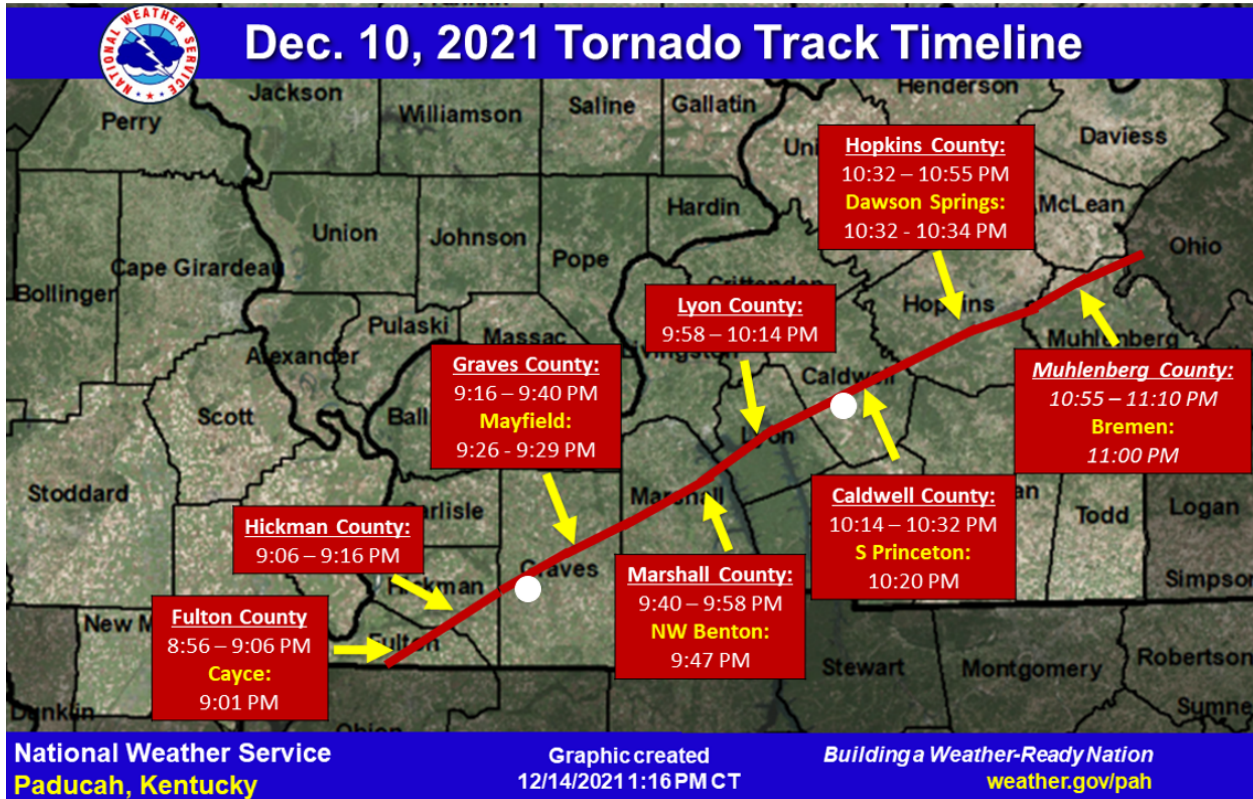 NATIONAL WEATHER SERVICE
Dec. 10, 2021 Tornado Track Timeline
Jackson
Williamson
Saline
Gallatin
Henderson
Perry
Daviess
Hopkins County:
10:32 – 10:55 PM
Dawson Springs:
10:32 - 10:34 PM
McLean
Hardin
Union
Johnson
Pope
Ohio
Cape Girardeau
Bollinger
Crittenden
Lyon County:
9:58 – 10:14 PM
Hopkins
Pulaski
Massac
Livingston
Muhlenberg
Alexander
Graves County:
9:16 – 9:40 PM
Mayfield:
9:26 - 9:29 PM
Caldwell
Muhlenberg County:
10:55 – 11:10 PM
Bremen:
11:00 PM
Scott
Lyon
Stoddard
Marshall
Carlisle
Caldwell County:
10:14 – 10:32 PM
S Princeton:
10:20 PM
Todd
Logan
Hickman County:
9:06 – 9:16 PM
Graves
Hickman
Marshall County:
9:40 – 9:58 PM
NW Benton:
9:47 PM
Simpson
Fulton County
8:56 – 9:06 PM
Cayce:
9:01 PM
Fulton
Stewart
Montgomery
Robertson
Dunklin
Obion
National Weather Service
Paducah, Kentucky
Graphic created
12/14/2021 1:16 PM CT
Building a Weather-Ready Nation
weather.gov/pah